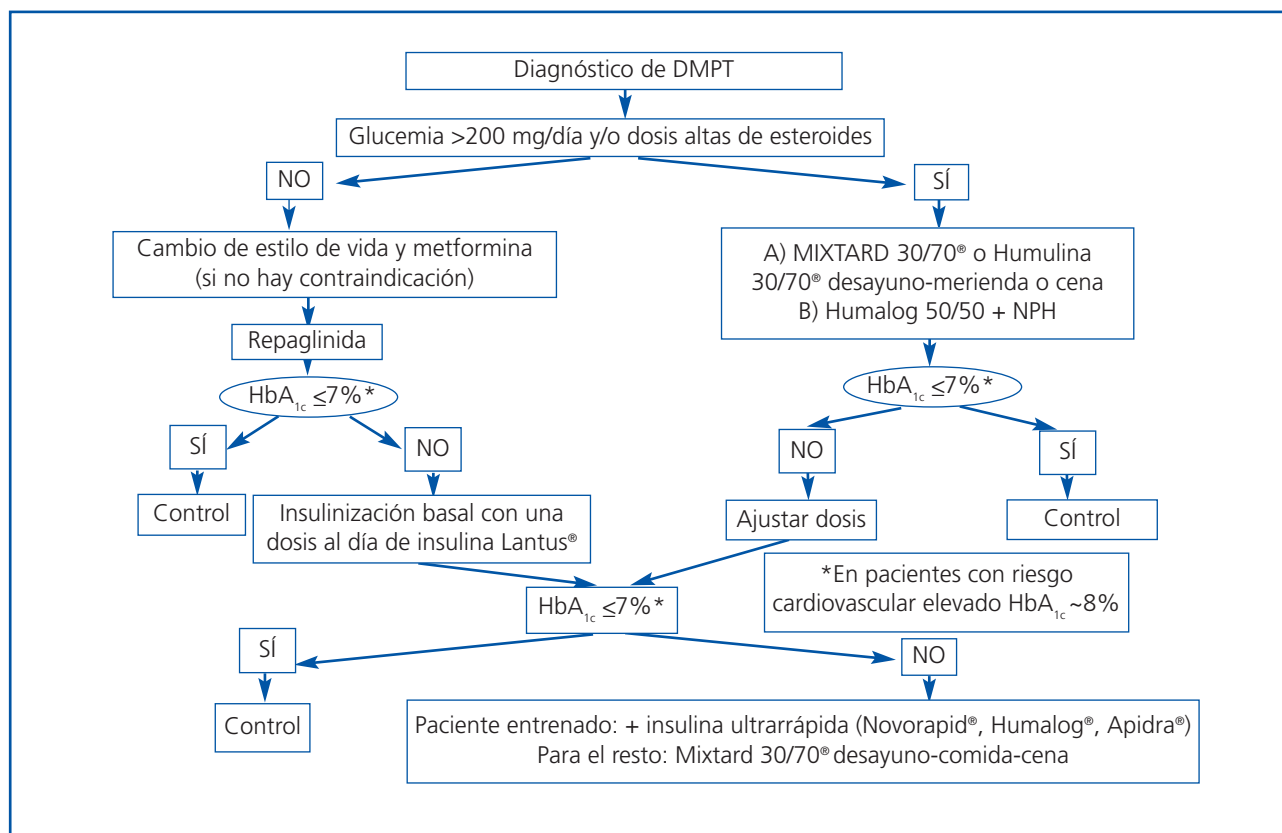 Diagnóstico de DMPT
Glucemia >200 mg/día y/o dosis altas de esteroides
NO
SÍ
Cambio de estilo de vida y metformina
(si no hay contraindicación)
A) MIXTARD 30/70® o Humulina
30/70® desayuno-merienda o cena
B) Humalog 50/50 + NPH
Repaglinida
HbA1c ≤7%*
HbA1c ≤7%*
SÍ
NO
NO
SÍ
Control
Insulinización basal con una
dosis al día de insulina Lantus®
Ajustar dosis
Control
*En pacientes con riesgo
cardiovascular elevado HbA1c ~8%
HbA1c ≤7%*
SÍ
NO
Control
Paciente entrenado: + insulina ultrarrápida (Novorapid®, Humalog®, Apidra®)
Para el resto: Mixtard 30/70® desayuno-comida-cena